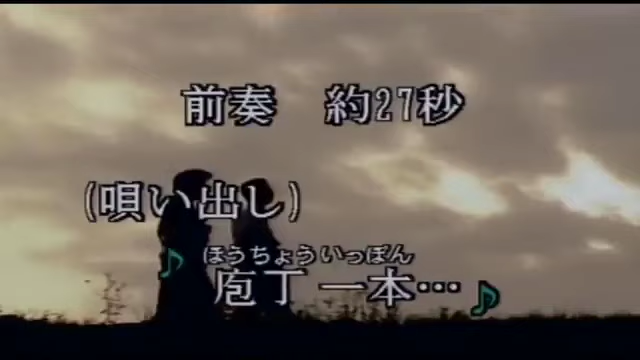 前奏　約27秒
(唄い出し)
ほうちょういっぽん
♪庖丁一本…♪